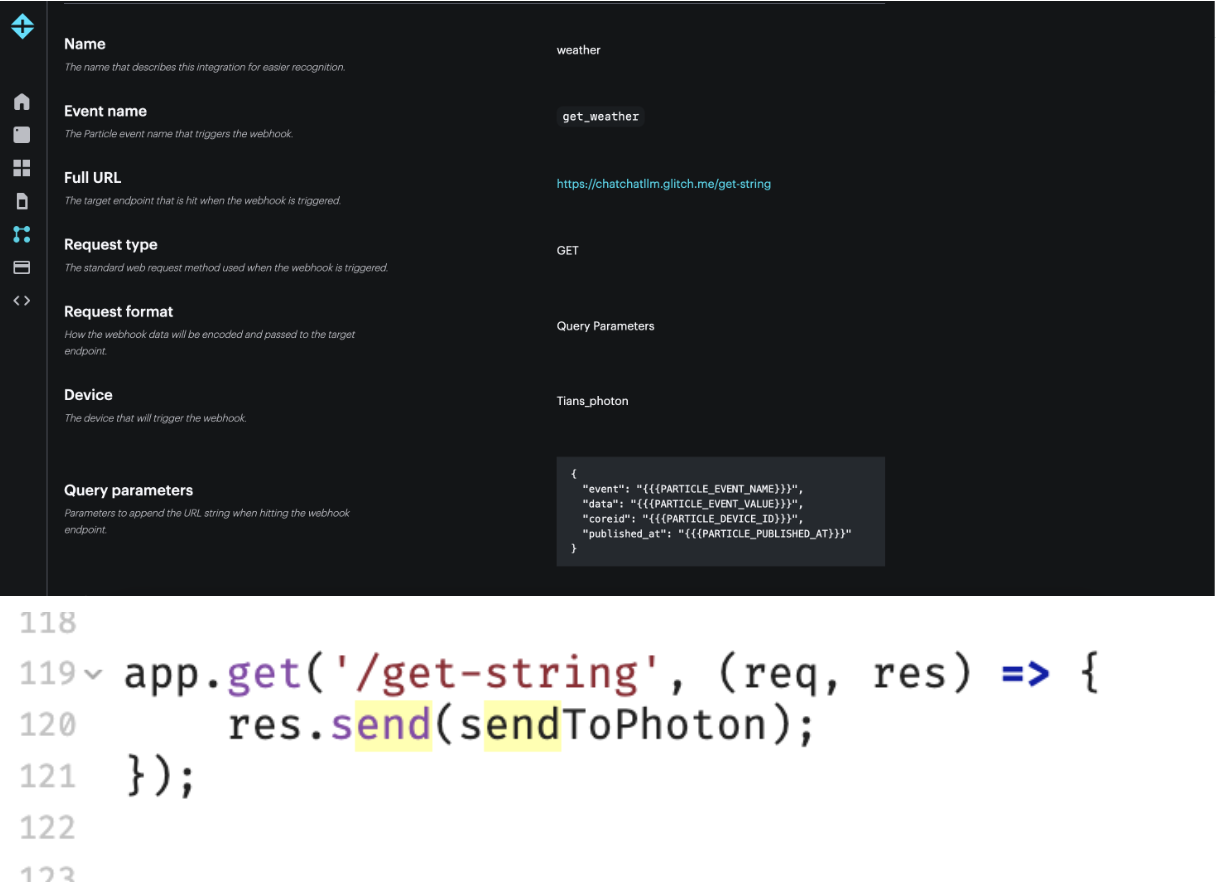 Name
The name that describes this integration for easier recognition.
weather
Event name
The Particle event name that triggers the webhook.
get_weather
Full URL
The target endpoint that is hit when the webhook is triggered.
https://chatchatllm.glitch.me/get-string
Request type
The standard web request method used when the webhook is triggered.
GET
Request format
How the webhook data will be encoded and passed to the target
endpoint.
Query Parameters
Device
The device that will trigger the webhook.
Tians_photon
Query parameters
Parameters to append the URL string when hitting the webhook
endpoint.
{
"event": "{{{PARTICLE_EVENT_NAME}}}",
"data": "{{{PARTICLE_EVENT_VALUE}}}",
"coreid": "{{{PARTICLE_DEVICE_ID}}}",
"published_at": "{{{PARTICLE_PUBLISHED_AT}}}"
}
118
119 app.get('/get-string', (req, res) => {
120 res.send(sendToPhoton);
121 });
122
123